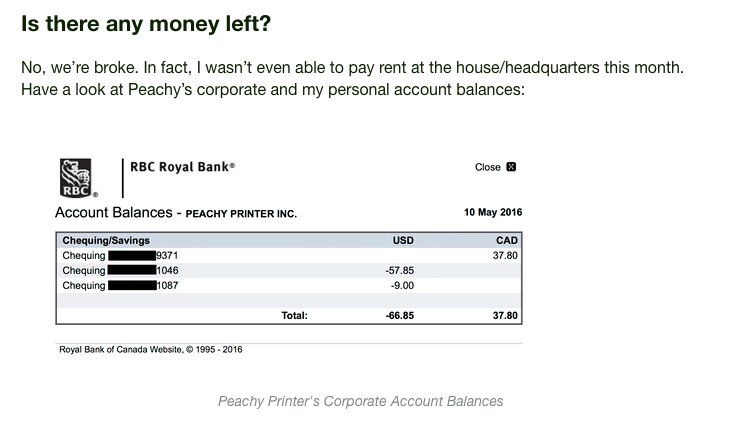 Is there any money left?
No, we're broke. In fact, I wasn't even able to pay rent at the house/headquarters this month.
Have a look at Peachy's corporate and my personal account balances:
RBC
RBC Royal Bank®
Close X
Account Balances - PEACHY PRINTER INC.
10 May 2016
Chequing/Savings USD CAD
Chequing 9371 37.80
Chequing 1046 -57.85
Chequing 1087 -9.00
Total: -66.85 37.80
Royal Bank of Canada Website, © 1995 - 2016
Peachy Printer's Corporate Account Balances